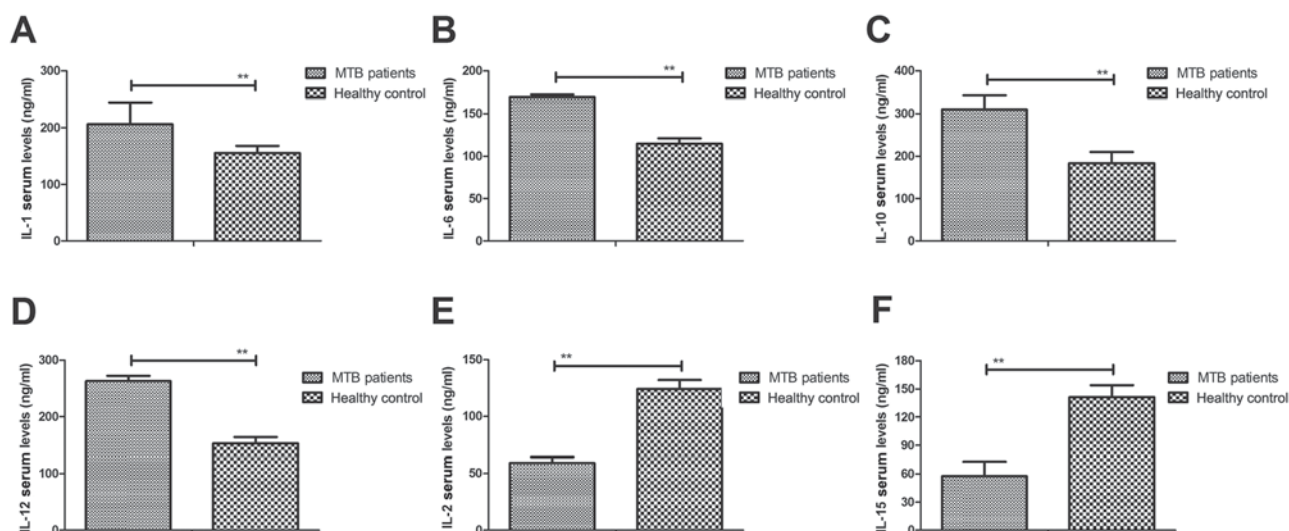 A
IL-1 serum levels (ng/ml)
300
200
100
0
**
MTB patients
Healthy control
B
IL-6 serum levels (ng/ml)
200
150
100
50
0
**
MTB patients
Healthy control
C
IL-10 serum levels (ng/ml)
400
300
200
100
0
**
MTB patients
Healthy control
D
IL-12 serum levels (ng/ml)
300
200
100
0
**
MTB patients
Healthy control
E
IL-2 serum levels (ng/ml)
150
100
50
0
**
MTB patients
Healthy control
F
IL-15 serum levels (ng/ml)
180
150
120
90
60
30
0
**
MTB patients
Healthy control